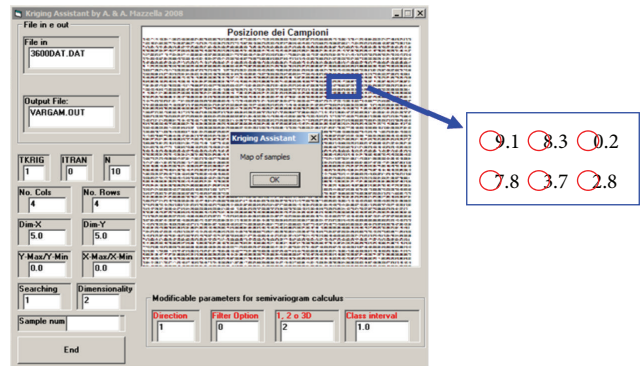 Kriging Assistant by A. & A. Mazzella 2008
File in e out
File in
3600DAT.DAT
Output File:
VARGAM.OUT
TKRIG ITRAN N
1 0 10
No. Cols No. Rows
4 4
Dim-X Dim-Y
5.0 5.0
Y-Max/Y-Min X-Max/X-Min
0.0 0.0
Searching Dimensionality
1 2
Sample num
End
Posizione dei Campioni
Kriging Assistant
Map of samples
OK
Modificable parameters for semivariogram calculus
Direction Filter Option 1, 2 o 3D Class interval
1 0 2 1.0
9.1 8.3 0.2
7.8 3.7 2.8